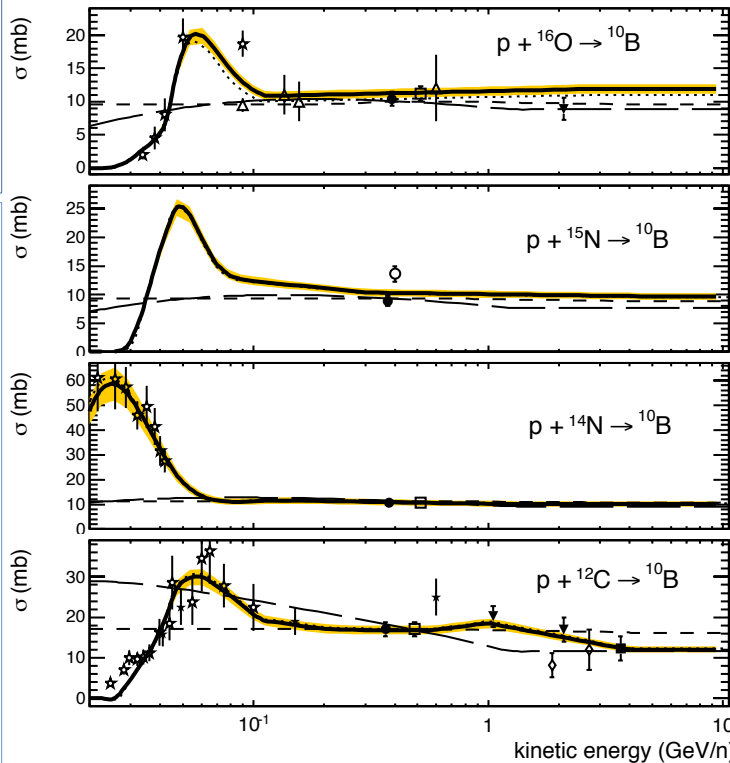 σ (mb)
20
15
10
5
0
p + ¹⁶O → ¹⁰B
σ (mb)
25
20
15
10
5
0
p + ¹⁵N → ¹⁰B
σ (mb)
60
50
40
30
20
10
0
p + ¹⁴N → ¹⁰B
σ (mb)
30
20
10
0
p + ¹²C → ¹⁰B
10⁻¹ 1 10
kinetic energy (GeV/n)